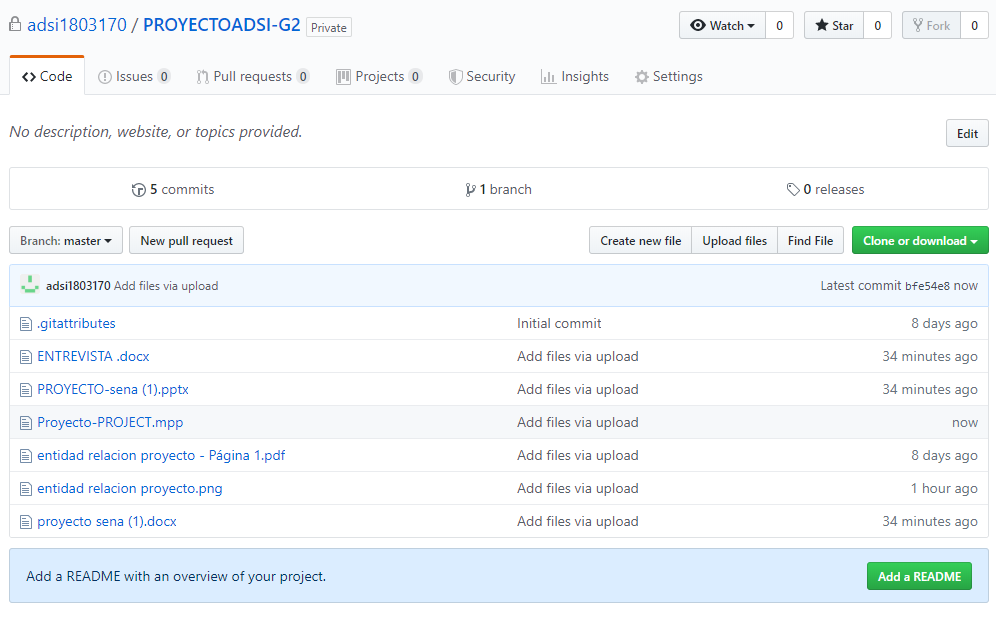 adsi1803170 / PROYECTOADSI-G2 Private Watch 0 Star 0 Fork 0
Code Issues 0 Pull requests 0 Projects 0 Security Insights Settings
No description, website, or topics provided. Edit
5 commits 1 branch 0 releases
Branch: master New pull request Create new file Upload files Find File Clone or download
adsi1803170 Add files via upload Latest commit bfe54e8 now
.gitattributes Initial commit 8 days ago
ENTREVISTA .docx Add files via upload 34 minutes ago
PROYECTO-sena (1).pptx Add files via upload 34 minutes ago
Proyecto-PROJECT.mpp Add files via upload now
entidad relacion proyecto - Página 1.pdf Add files via upload 8 days ago
entidad relacion proyecto.png Add files via upload 1 hour ago
proyecto sena (1).docx Add files via upload 34 minutes ago
Add a README with an overview of your project. Add a README